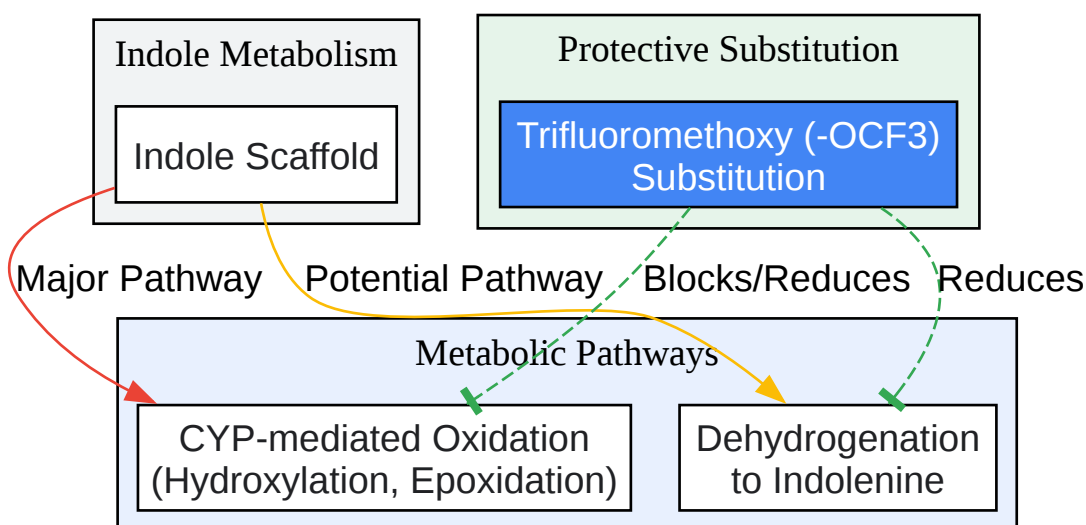 Indole Metabolism
Protective Substitution
Indole Scaffold
Trifluoromethoxy (-OCF3)
Substitution
Major Pathway
Potential Pathway
Blocks/Reduces
Reduces
Metabolic Pathways
CYP-mediated Oxidation
(Hydroxylation, Epoxidation)
Dehydrogenation
to Indolenine